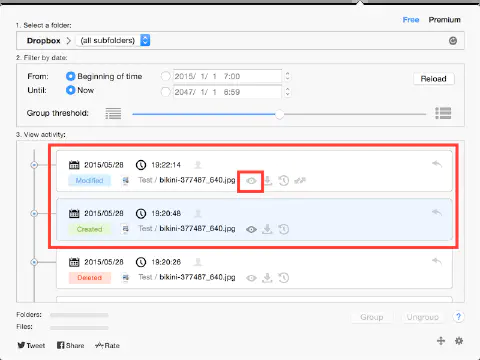 Free Premium
1. Select a folder:
Dropbox (all subfolders)
2. Filter by date:
From: Beginning of time 2015/ 1/ 1 7:00
Until: Now 2047/ 1/ 1 6:59
Reload
Group threshold:
3. View activity:
2015/05/28 19:22:14
Modified Test / bikini-377487_640.jpg
2015/05/28 19:20:48
Created Test / bikini-377487_640.jpg
2015/05/28 19:20:26
Deleted Test / bikini-377487_640.jpg
Folders:
Files:
Group Ungroup ?
Tweet Share Rate